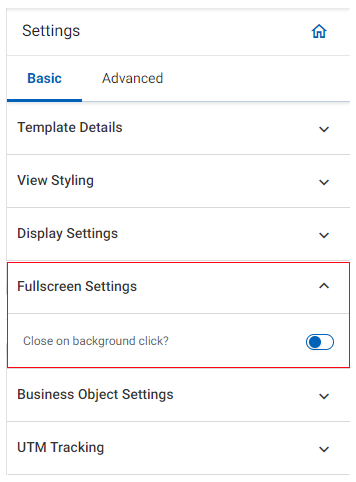 Settings
Basic Advanced
Template Details
View Styling
Display Settings
Fullscreen Settings
Close on background click?
Business Object Settings
UTM Tracking